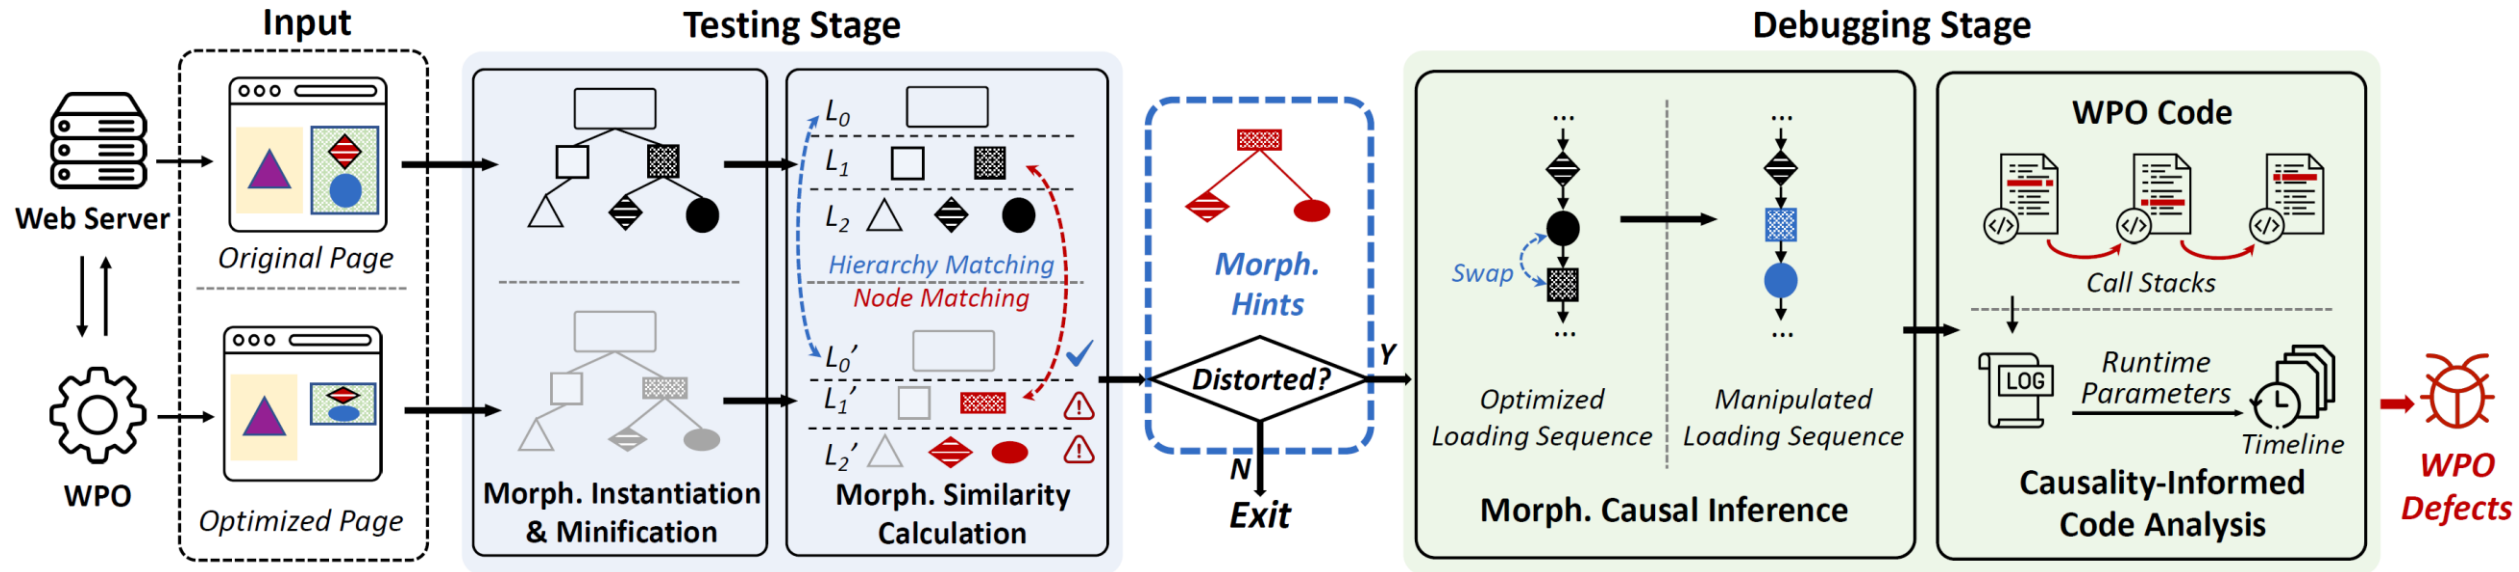 Input
Testing Stage
Debugging Stage
Web Server
WPO
Original Page
Optimized Page
Morph. Instantiation
& Minification
L0
L1
L2
Hierarchy Matching
Node Matching
L0’
L1’
L2’
Morph. Similarity
Calculation
Morph.
Hints
Distorted?
Y
N
Exit
...
...
Swap
...
...
Optimized
Loading Sequence
Manipulated
Loading Sequence
Morph. Causal Inference
WPO Code
</>
</>
</>
Call Stacks
LOG
Runtime
Parameters
Timeline
Causality-Informed
Code Analysis
WPO
Defects